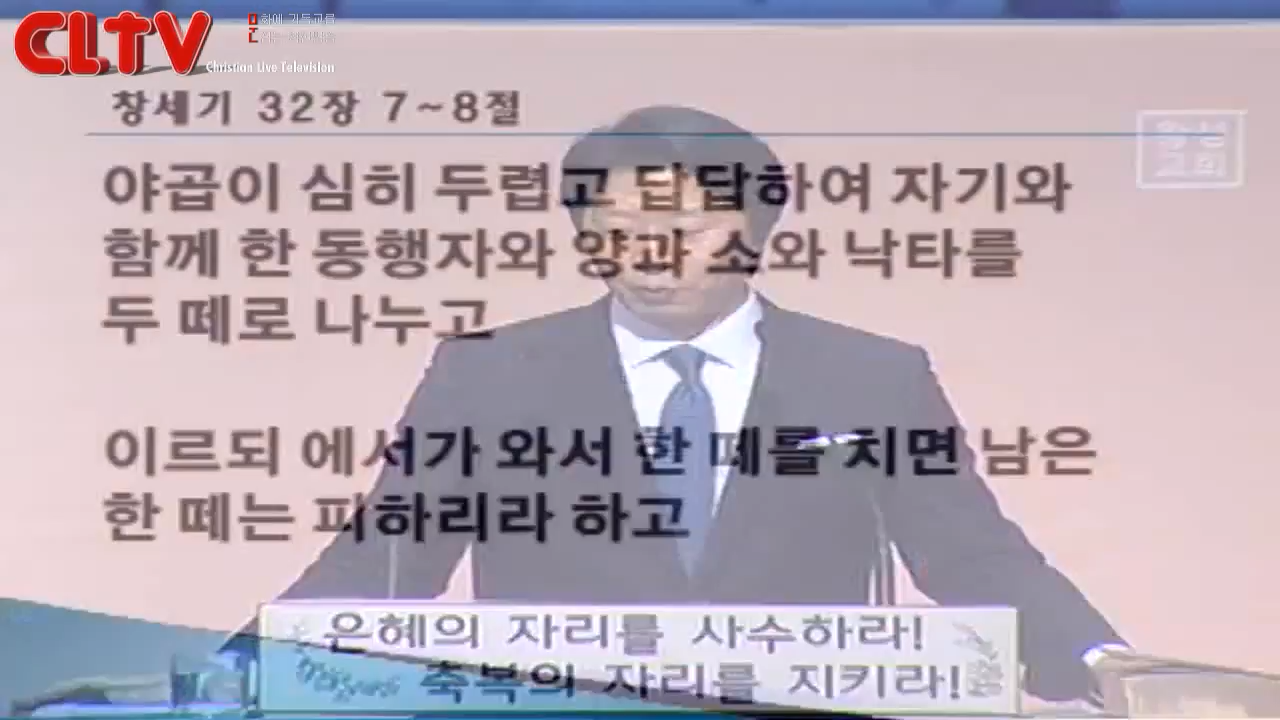 CLTV
Christian Live Television
창세기 32장 7~8절
야곱이 심히 두렵고 답답하여 자기와
함께 한 동행자와 양과 소와 낙타를
두 떼로 나누고
이르되 에서가 와서 한 떼를 치면 남은
한 떼는 피하리라 하고
은혜의 자리를 사수하라!
축복의 자리를 지키라!